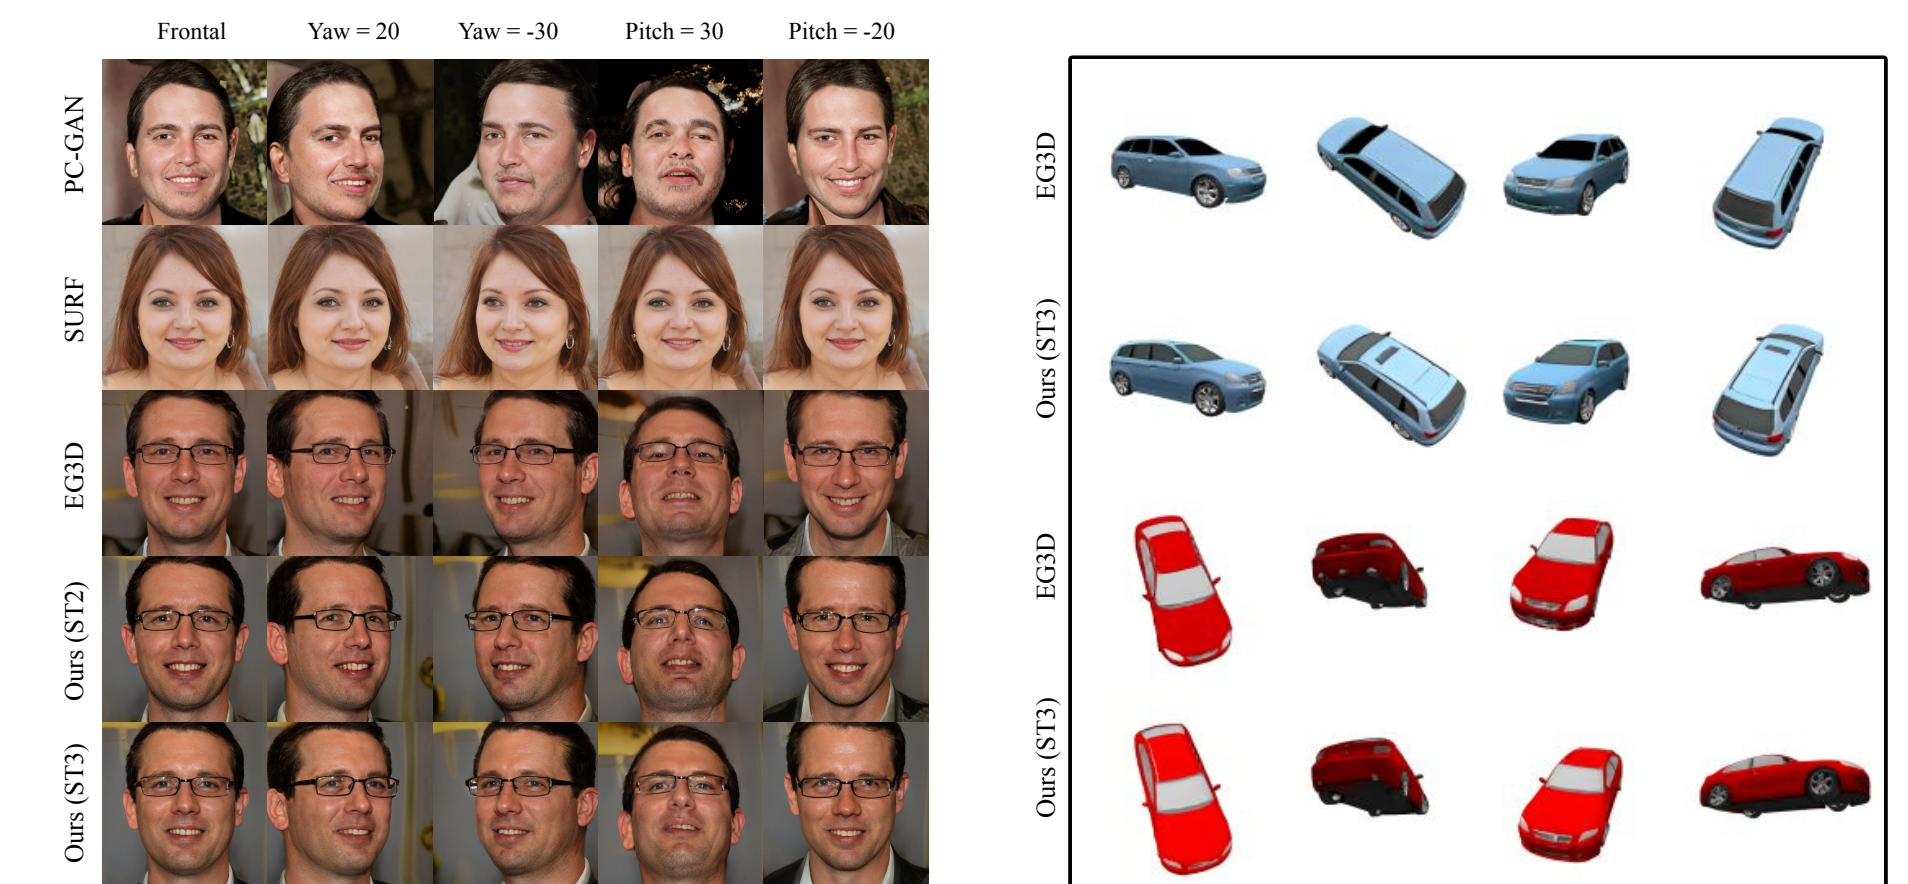 Frontal Yaw = 20 Yaw = -30 Pitch = 30 Pitch = -20
PC-GAN
SURF
EG3D
Ours (ST2)
Ours (ST3)
EG3D
Ours (ST3)
EG3D
Ours (ST3)